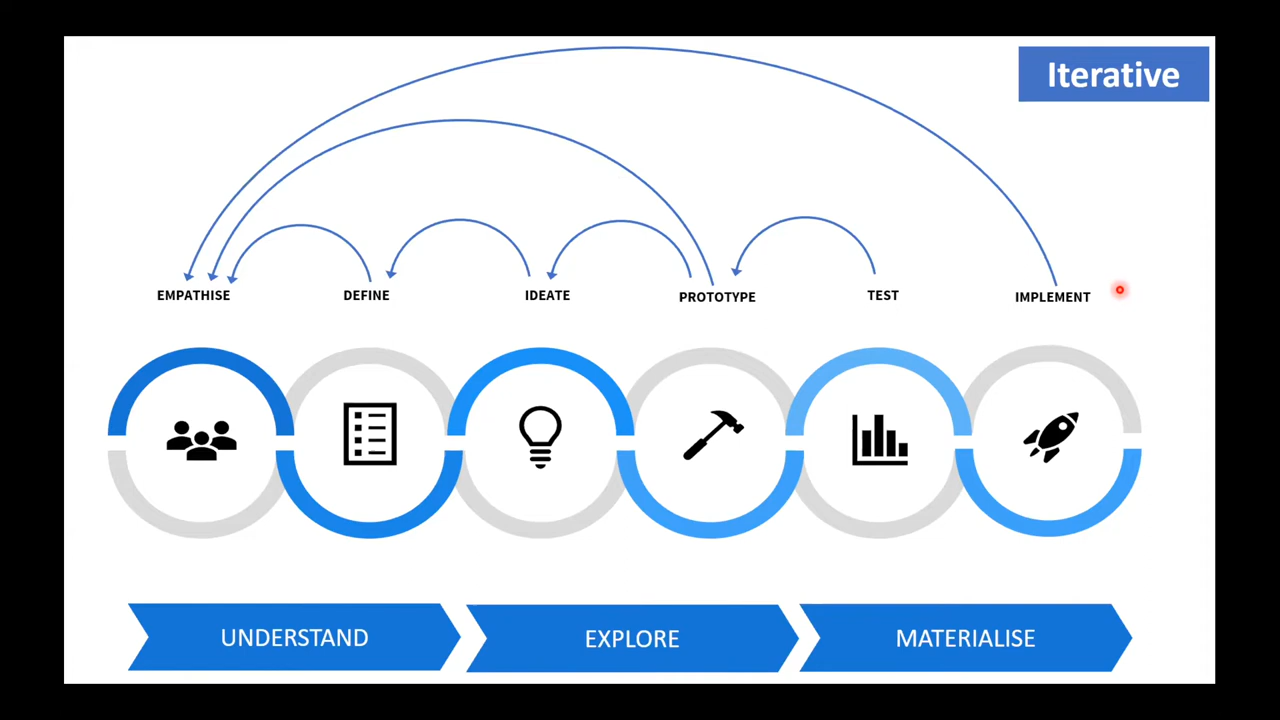 Iterative
EMPATHISE
DEFINE
IDEATE
PROTOTYPE
TEST
IMPLEMENT
UNDERSTAND
EXPLORE
MATERIALISE